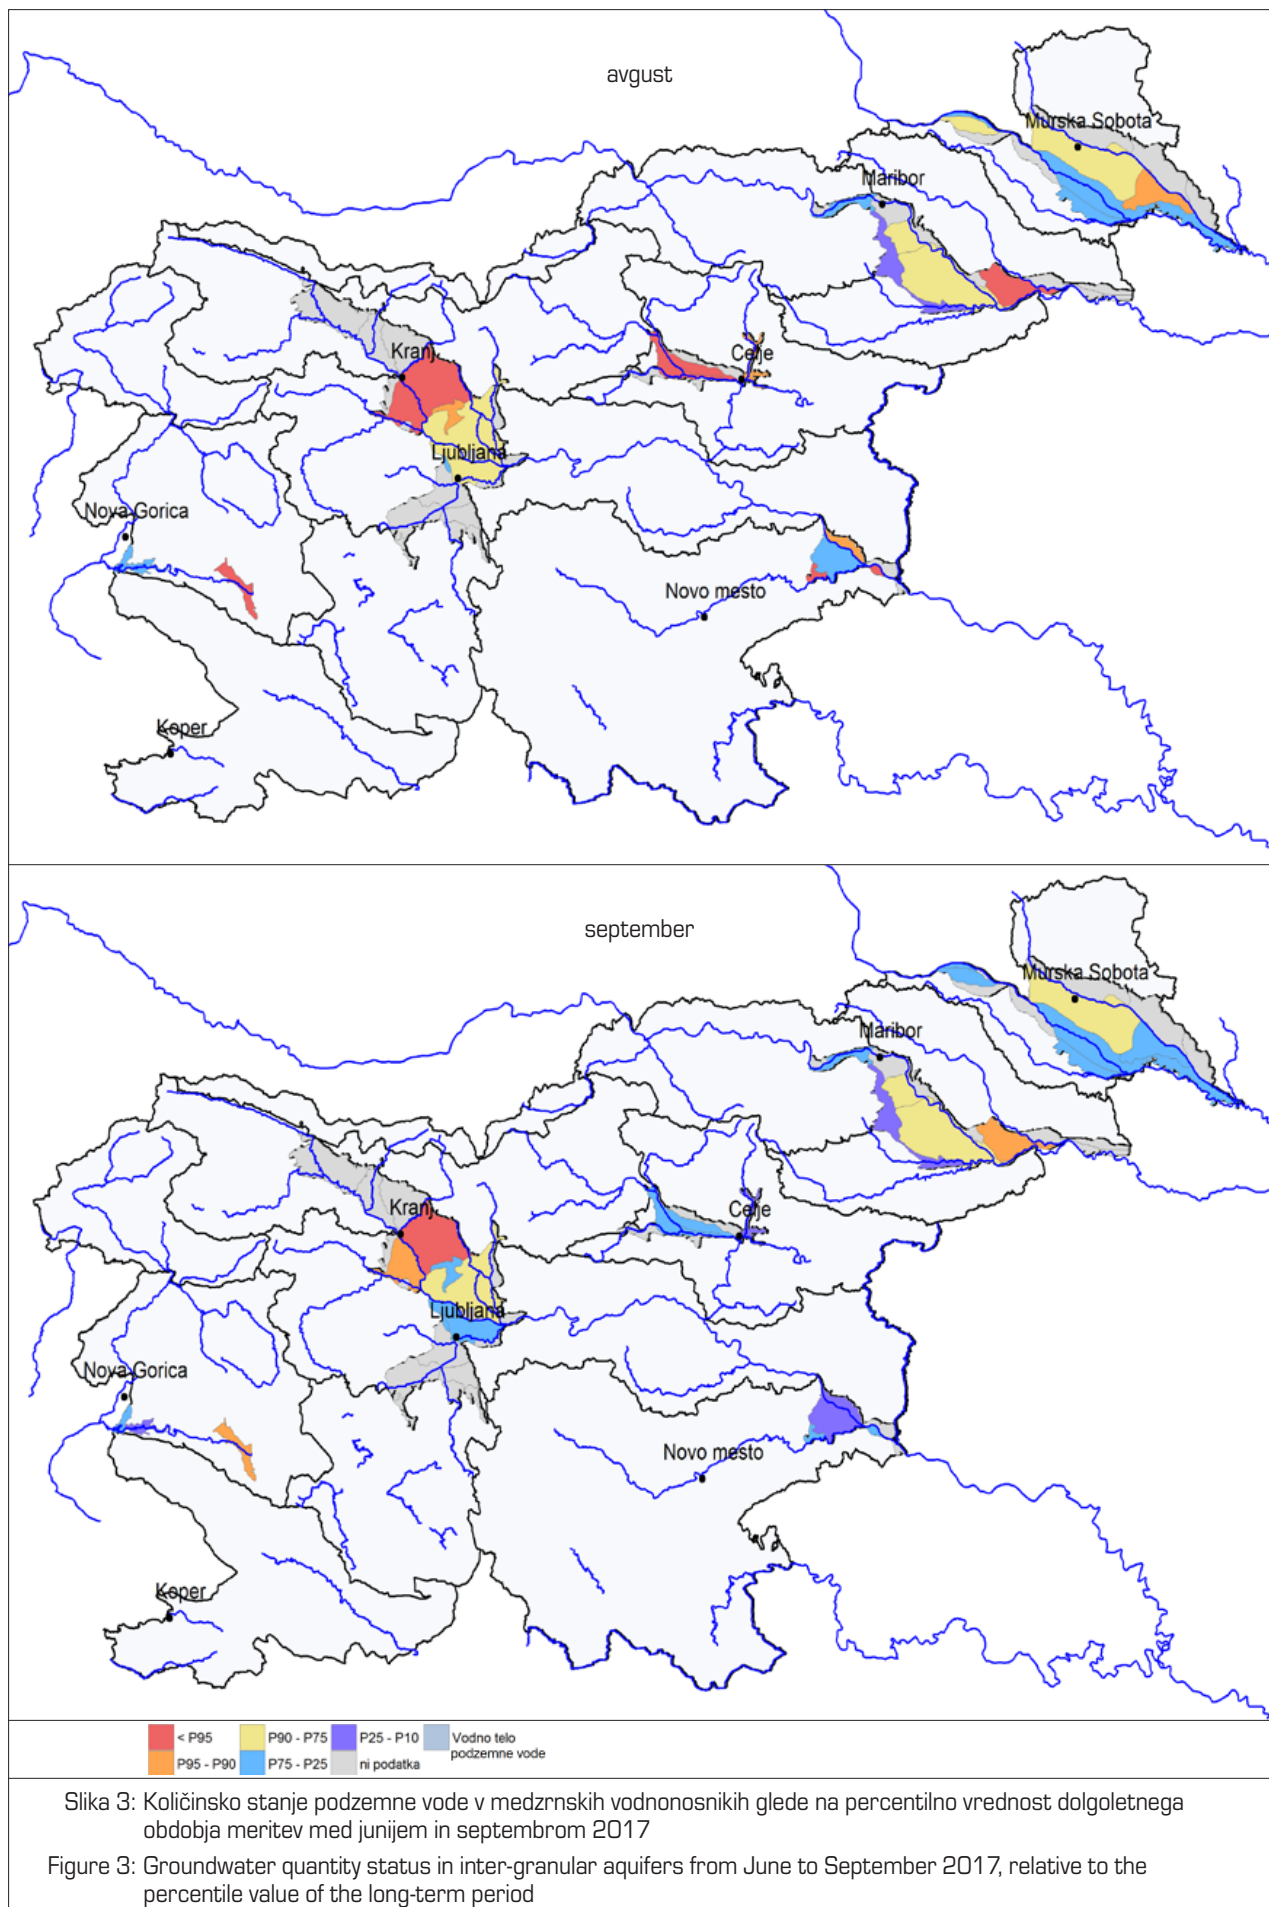 avgust
Murska Sobota
Maribor
Kranj
Celje
Ljubljana
Nova Gorica
Novo mesto
Koper
september
Murska Sobota
Maribor
Kranj
Celje
Ljubljana
Nova Gorica
Novo mesto
Koper
< P95
P90 - P75
P25 - P10
Vodno telo
podzemne vode
P95 - P90
P75 - P25
ni podatka
Slika 3: Količinsko stanje podzemne vode v medzrnskih vodnonosnikih glede na percentilno vrednost dolgoletnega
obdobja meritev med junijem in septembrom 2017
Figure 3: Groundwater quantity status in inter-granular aquifers from June to September 2017, relative to the
percentile value of the long-term period